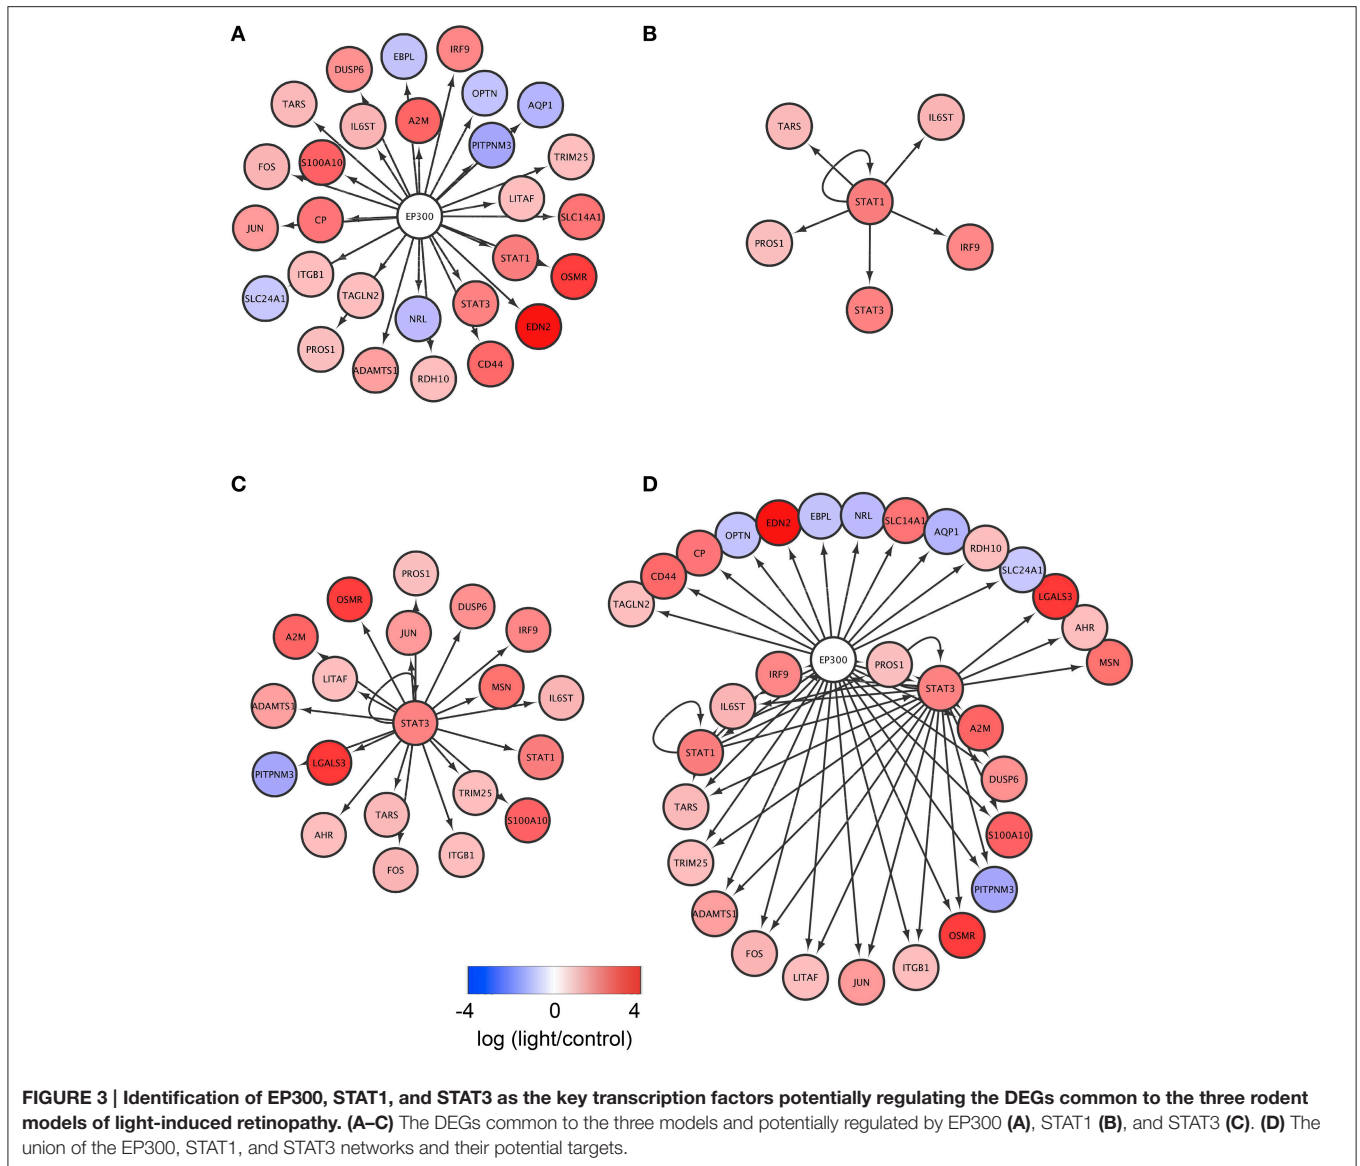 A
B
EBPL
IRF9
DUSP6
OPTN
AQP1
TARS
IL6ST
A2M
PITPNM3
TRIM25
FOS
S100A10
LITAF
SLC14A1
CP
EP300
JUN
STAT1
OSMR
ITGB1
SLC24A1
TAGLN2
NRL
STAT3
EDN2
PROS1
ADAMTS1
RDH10
CD44
TARS
IL6ST
STAT1
PROS1
IRF9
STAT3
C
D
PROS1
OSMR
DUSP6
JUN
IRF9
A2M
LITAF
MSN
IL6ST
ADAMTS1
STAT3
PITPNM3
LGALS3
STAT1
TARS
TRIM25
S100A10
AHR
ITGB1
FOS
EDN2
EBPL
NRL
SLC14A1
OPTN
AQP1
CP
RDH10
CD44
SLC24A1
TAGLN2
LGALS3
AHR
MSN
EP300
PROS1
IRF9
STAT3
IL6ST
A2M
STAT1
DUSP6
TARS
S100A10
TRIM25
PITPNM3
ADAMTS1
OSMR
FOS
LITAF
JUN
ITGB1
-4 0 4
log (light/control)
FIGURE 3 | Identification of EP300, STAT1, and STAT3 as the key transcription factors potentially regulating the DEGs common to the three rodent
models of light-induced retinopathy. (A–C) The DEGs common to the three models and potentially regulated by EP300 (A), STAT1 (B), and STAT3 (C). (D) The
union of the EP300, STAT1, and STAT3 networks and their potential targets.